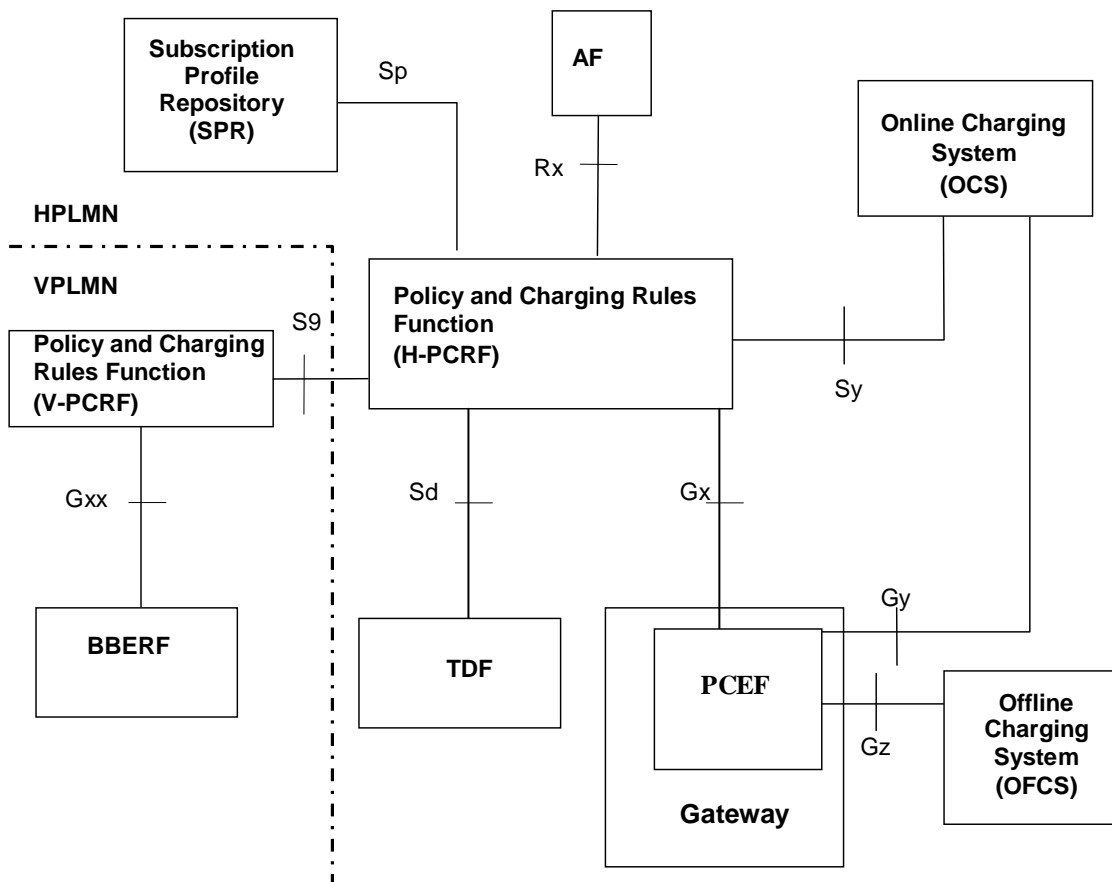 Subscription
Profile
Repository
(SPR)
Sp
AF
Rx
Online Charging
System
(OCS)
HPLMN
VPLMN
S9
Policy and Charging Rules
Function
(H-PCRF)
Policy and Charging
Rules Function
(V-PCRF)
Sy
Gxx
Sd
Gx
Gy
BBERF
TDF
PCEF
Gz
Offline
Charging
System
(OFCS)
Gateway